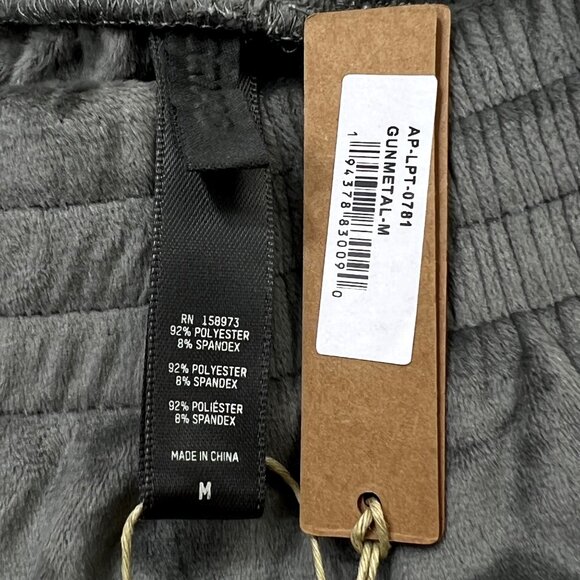 RN 158973
92% POLYESTER
8% SPANDEX
92% POLYESTER
8% SPANDEX
92% POLIÉSTER
8% SPANDEX
MADE IN CHINA
M
AP-LPT-0781
GUNMETAL-M
1 94378 83009 0